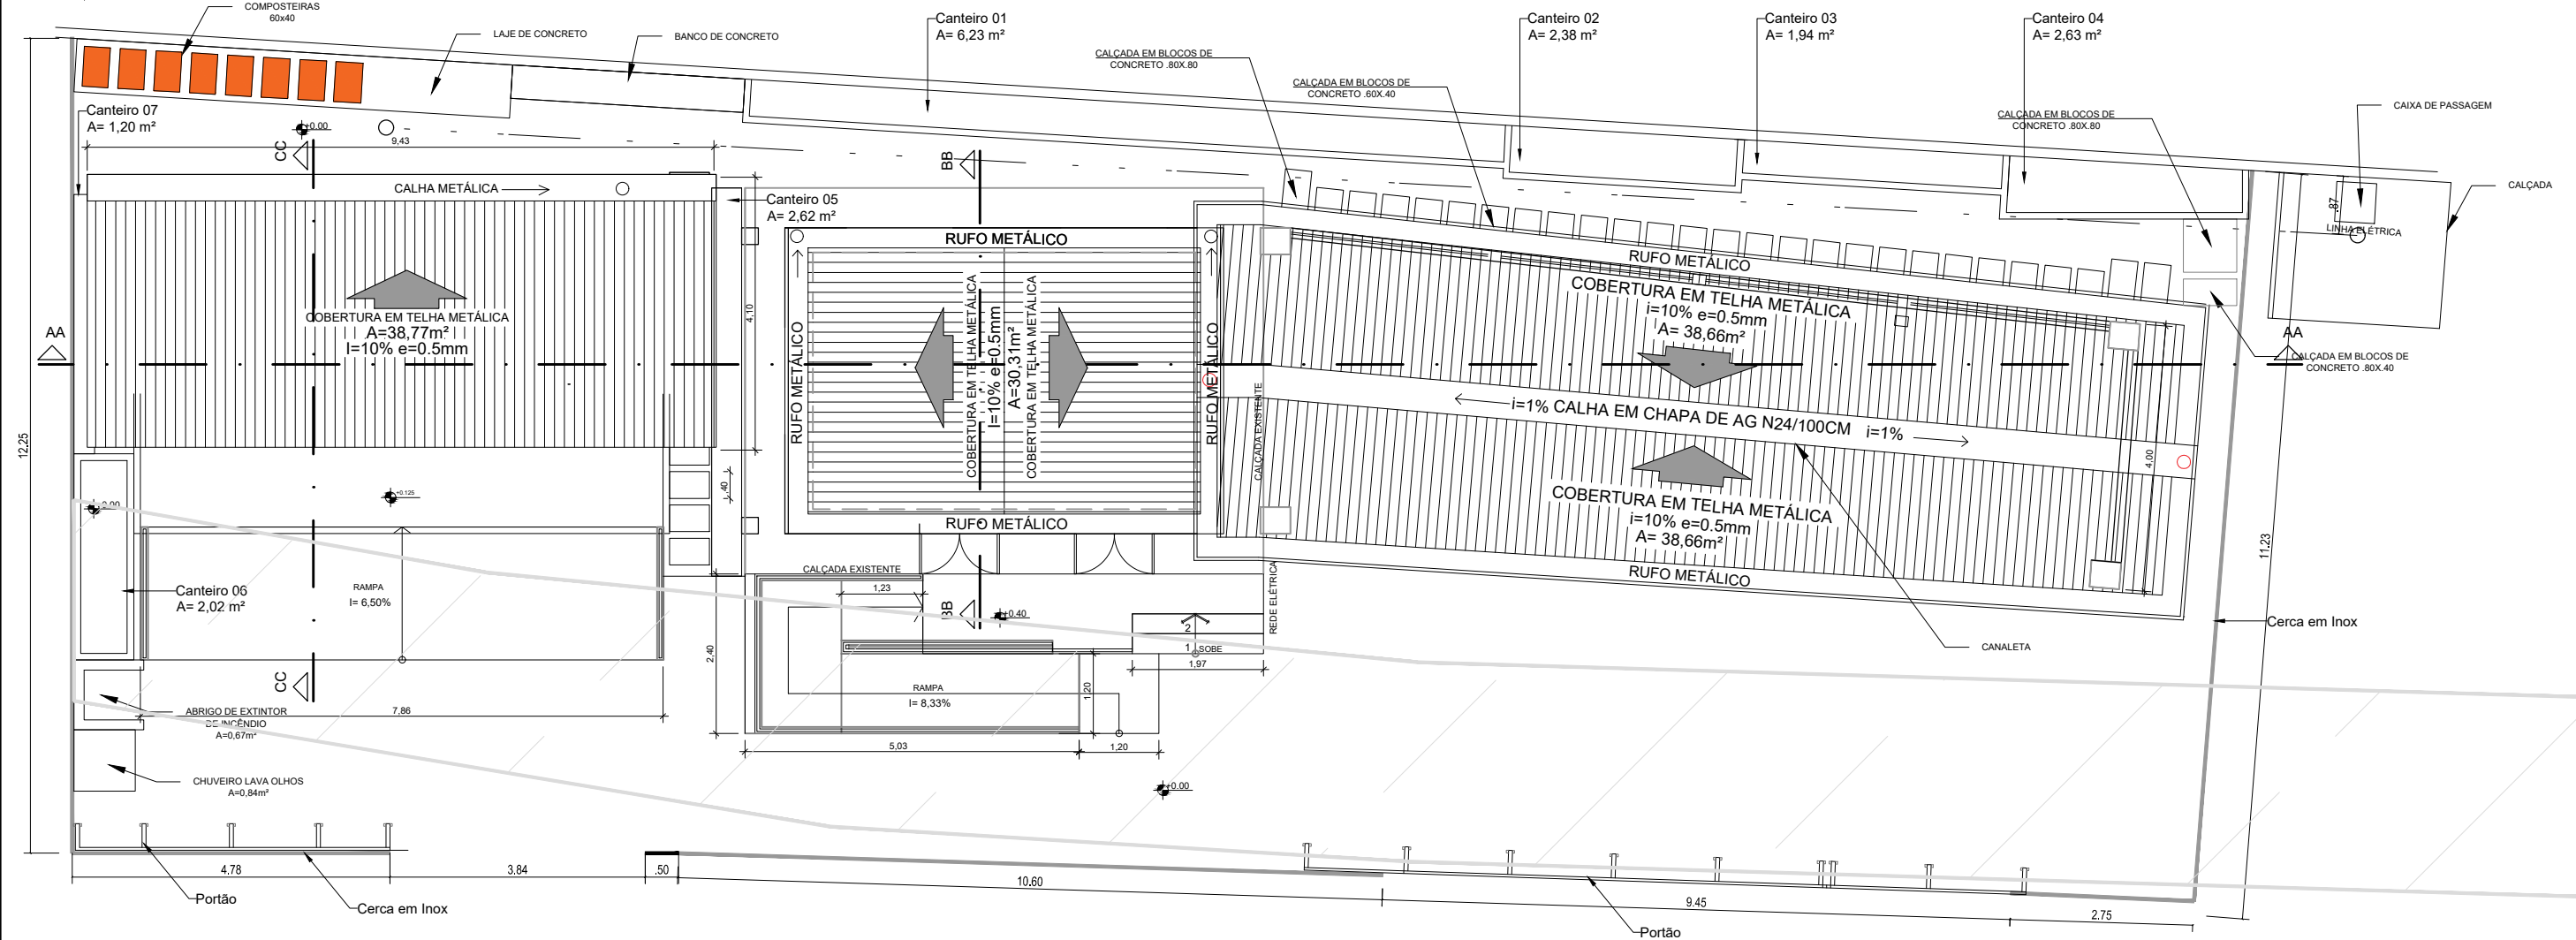 COMPOSTEIRAS
60x40
LAJE DE CONCRETO
BANCO DE CONCRETO
Canteiro 01
A= 6,23 m²
CALÇADA EM BLOCOS DE
CONCRETO .80X.80
CALÇADA EM BLOCOS DE
CONCRETO .60X.40
Canteiro 02
A= 2,38 m²
Canteiro 03
A= 1,94 m²
Canteiro 04
A= 2,63 m²
CALÇADA EM BLOCOS DE
CONCRETO .80X.80
CAIXA DE PASSAGEM
CALÇADA
.87
LINHA ELÉTRICA
Canteiro 07
A= 1,20 m²
+0.00
CC
9,43
BB
CALHA METÁLICA
Canteiro 05
A= 2,62 m²
4,10
COBERTURA EM TELHA METÁLICA
A=38,77m²
I=10% e=0.5mm
RUFO METÁLICO
RUFO METÁLICO
COBERTURA EM TELHA METÁLICA
I=10% e=0.5mm
A=30,31m²
COBERTURA EM TELHA METÁLICA
RUFO METÁLICO
RUFO METÁLICO
CALÇADA EXISTENTE
RUFO METÁLICO
COBERTURA EM TELHA METÁLICA
i=10% e=0.5mm
A= 38,66m²
i=1% CALHA EM CHAPA DE AG N24/100CM i=1%
COBERTURA EM TELHA METÁLICA
i=10% e=0.5mm
A= 38,66m²
RUFO METÁLICO
4,00
AA
AA
CALÇADA EM BLOCOS DE
CONCRETO .80X.40
12,25
11,23
+0.00
+0.125
,40
Canteiro 06
A= 2,02 m²
RAMPA
I= 6,50%
CALÇADA EXISTENTE
1,23
BB
+0.40
2
1 SOBE
1,97
REDE ELÉTRICA
2,40
RAMPA
I= 8,33%
1,20
5,03
1,20
CC
ABRIGO DE EXTINTOR
DE INCÊNDIO
A=0,67m²
7,86
CHUVEIRO LAVA OLHOS
A=0,84m²
+0.00
Cerca em Inox
CANALETA
4,78
3,84
.50
10,60
9,45
2,75
Portão
Cerca em Inox
Portão